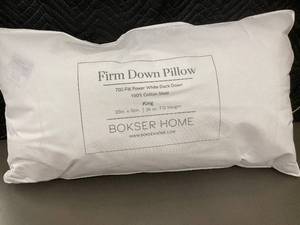 Firm Down Pillow
700 Fill Power White Duck Down
100% Cotton Shell
King
BOKSER HOME
WWW.BOKSERHOME.COM